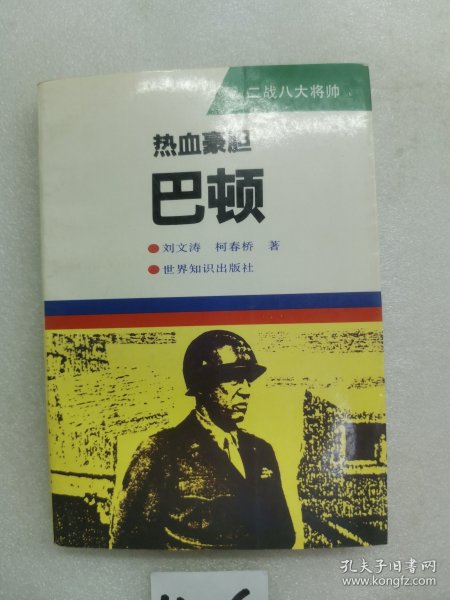 二战八大将帅
热血豪胆
巴顿
●刘文涛 柯春桥 著
●世界知识出版社
孔夫子旧书网
www.kongfz.com